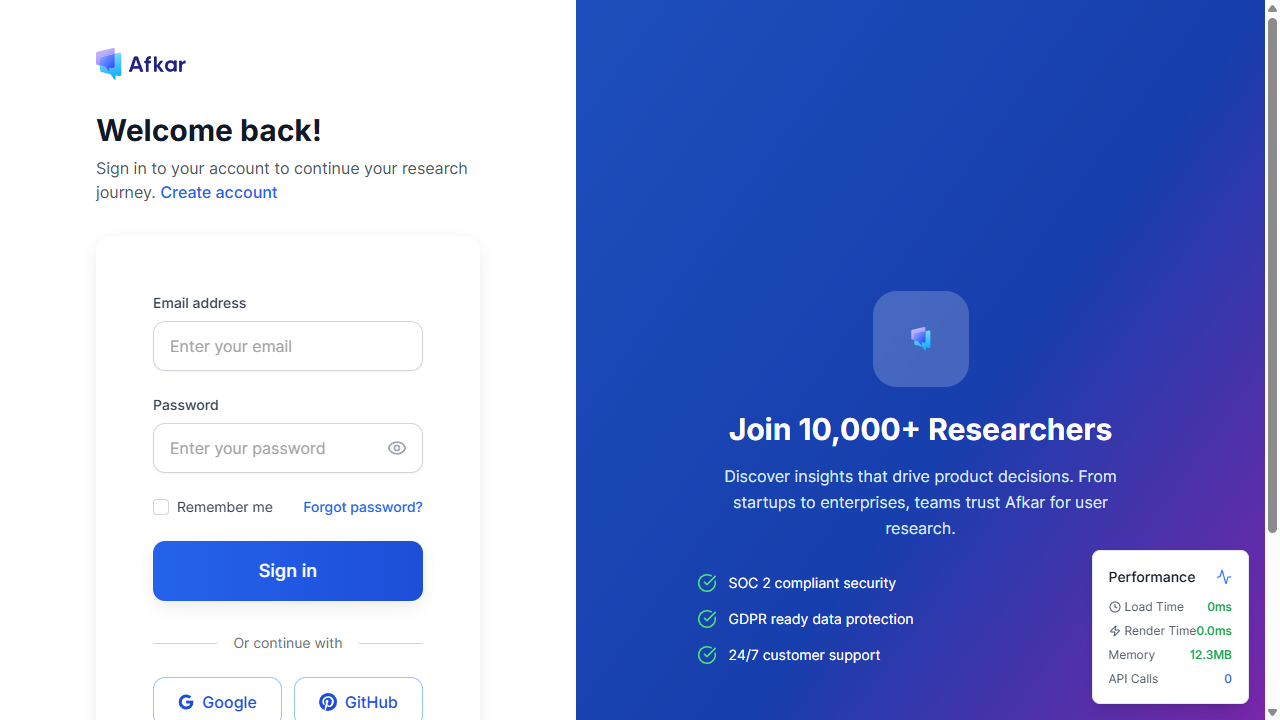 Afkar
Welcome back!
Sign in to your account to continue your research
journey. Create account
Email address
Enter your email
Password
Enter your password
Remember me
Forgot password?
Sign in
Or continue with
Google
GitHub
Join 10,000+ Researchers
Discover insights that drive product decisions. From
startups to enterprises, teams trust Afkar for user
research.
SOC 2 compliant security
GDPR ready data protection
24/7 customer support
Performance
Load Time 0ms
Render Time 0.0ms
Memory 12.3MB
API Calls 0